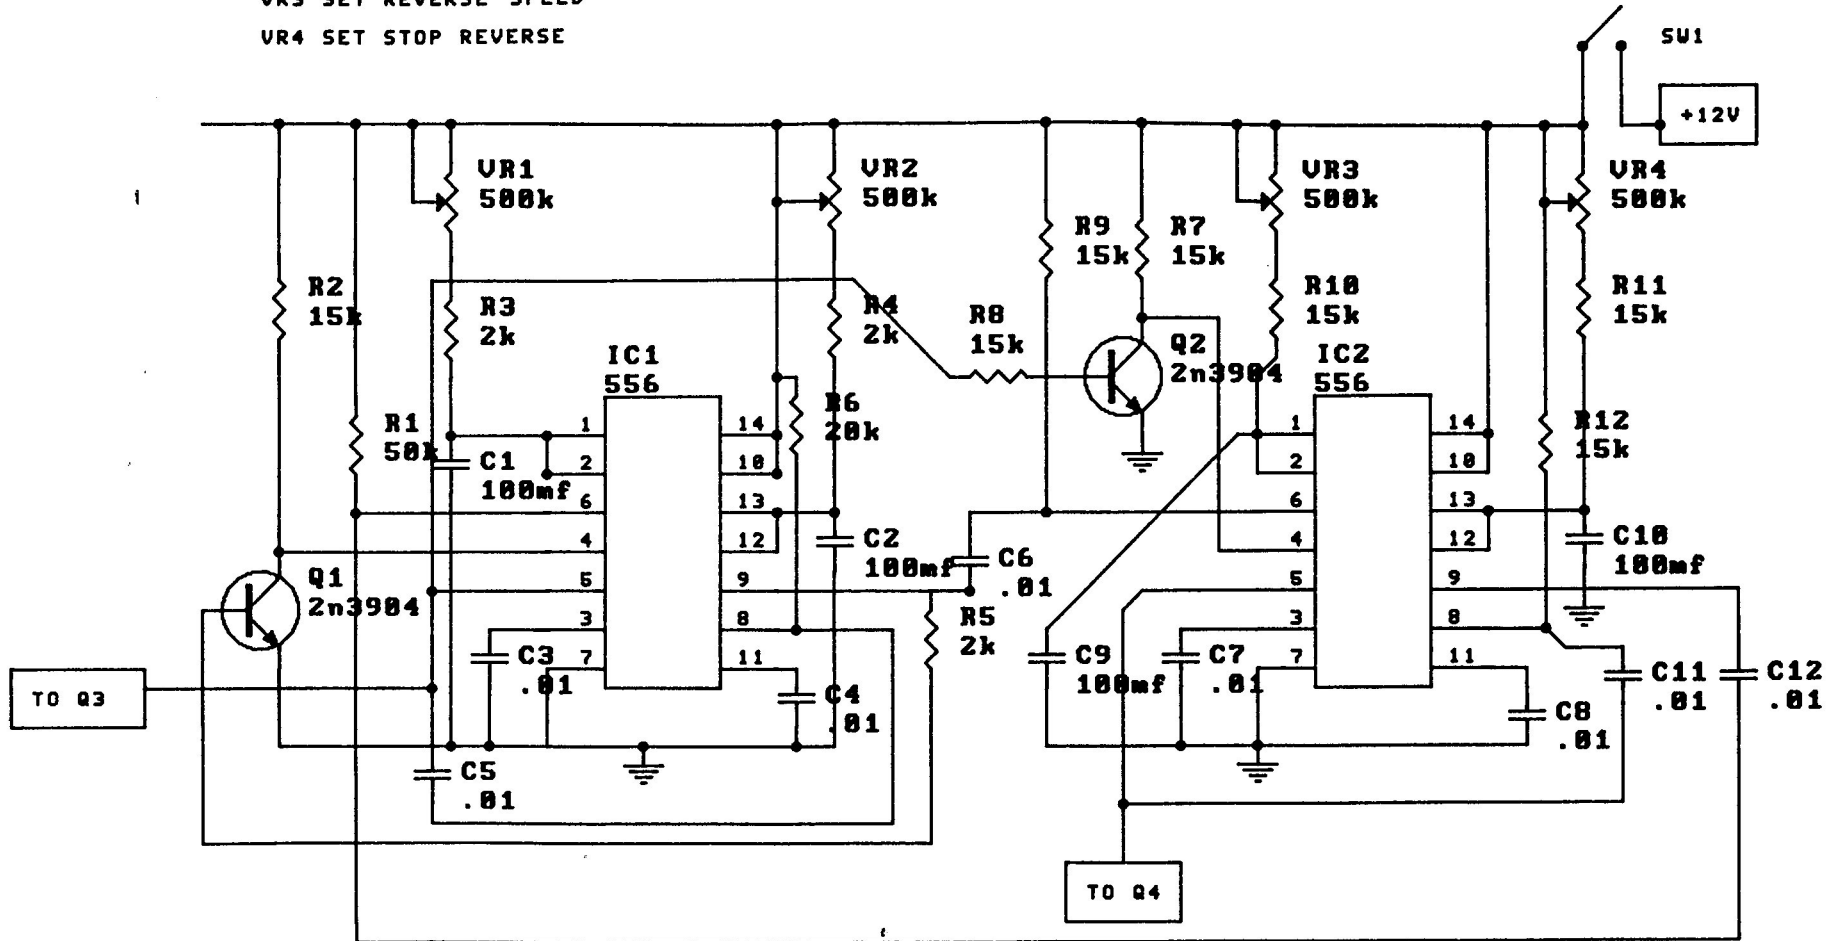 VR3 SET REVERSE SPEED
VR4 SET STOP REVERSE
SW1
+12V
VR1
500k
VR2
500k
VR3
500k
VR4
500k
R9
15k
R7
15k
R2
15k
R3
2k
R4
2k
R8
15k
Q2
2n3904
R10
15k
R11
15k
IC1
556
IC2
556
R1
50k
R6
20k
R12
15k
C1
100mf
1
2
6
4
5
3
7
14
10
13
12
9
8
11
1
2
6
4
5
3
7
14
10
13
12
9
8
11
C2
100mf
C6
.01
C10
100mf
Q1
2n3904
R5
2k
C3
.01
C4
.01
C9
100mf
C7
.01
C8
.01
C11
.01
C12
.01
TO Q3
C5
.01
TO Q4